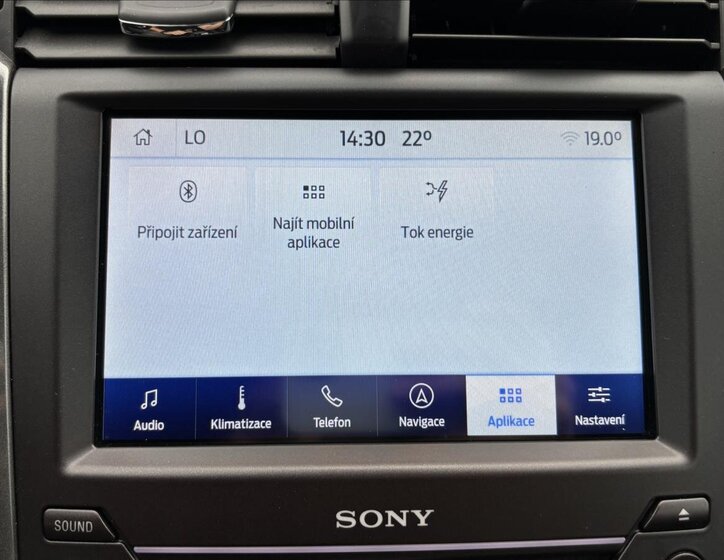 LO 14:30 22° 19.0°
Připojit zařízení
Najít mobilní
aplikace
Tok energie
Audio Klimatizace Telefon Navigace Aplikace Nastavení
SOUND SONY